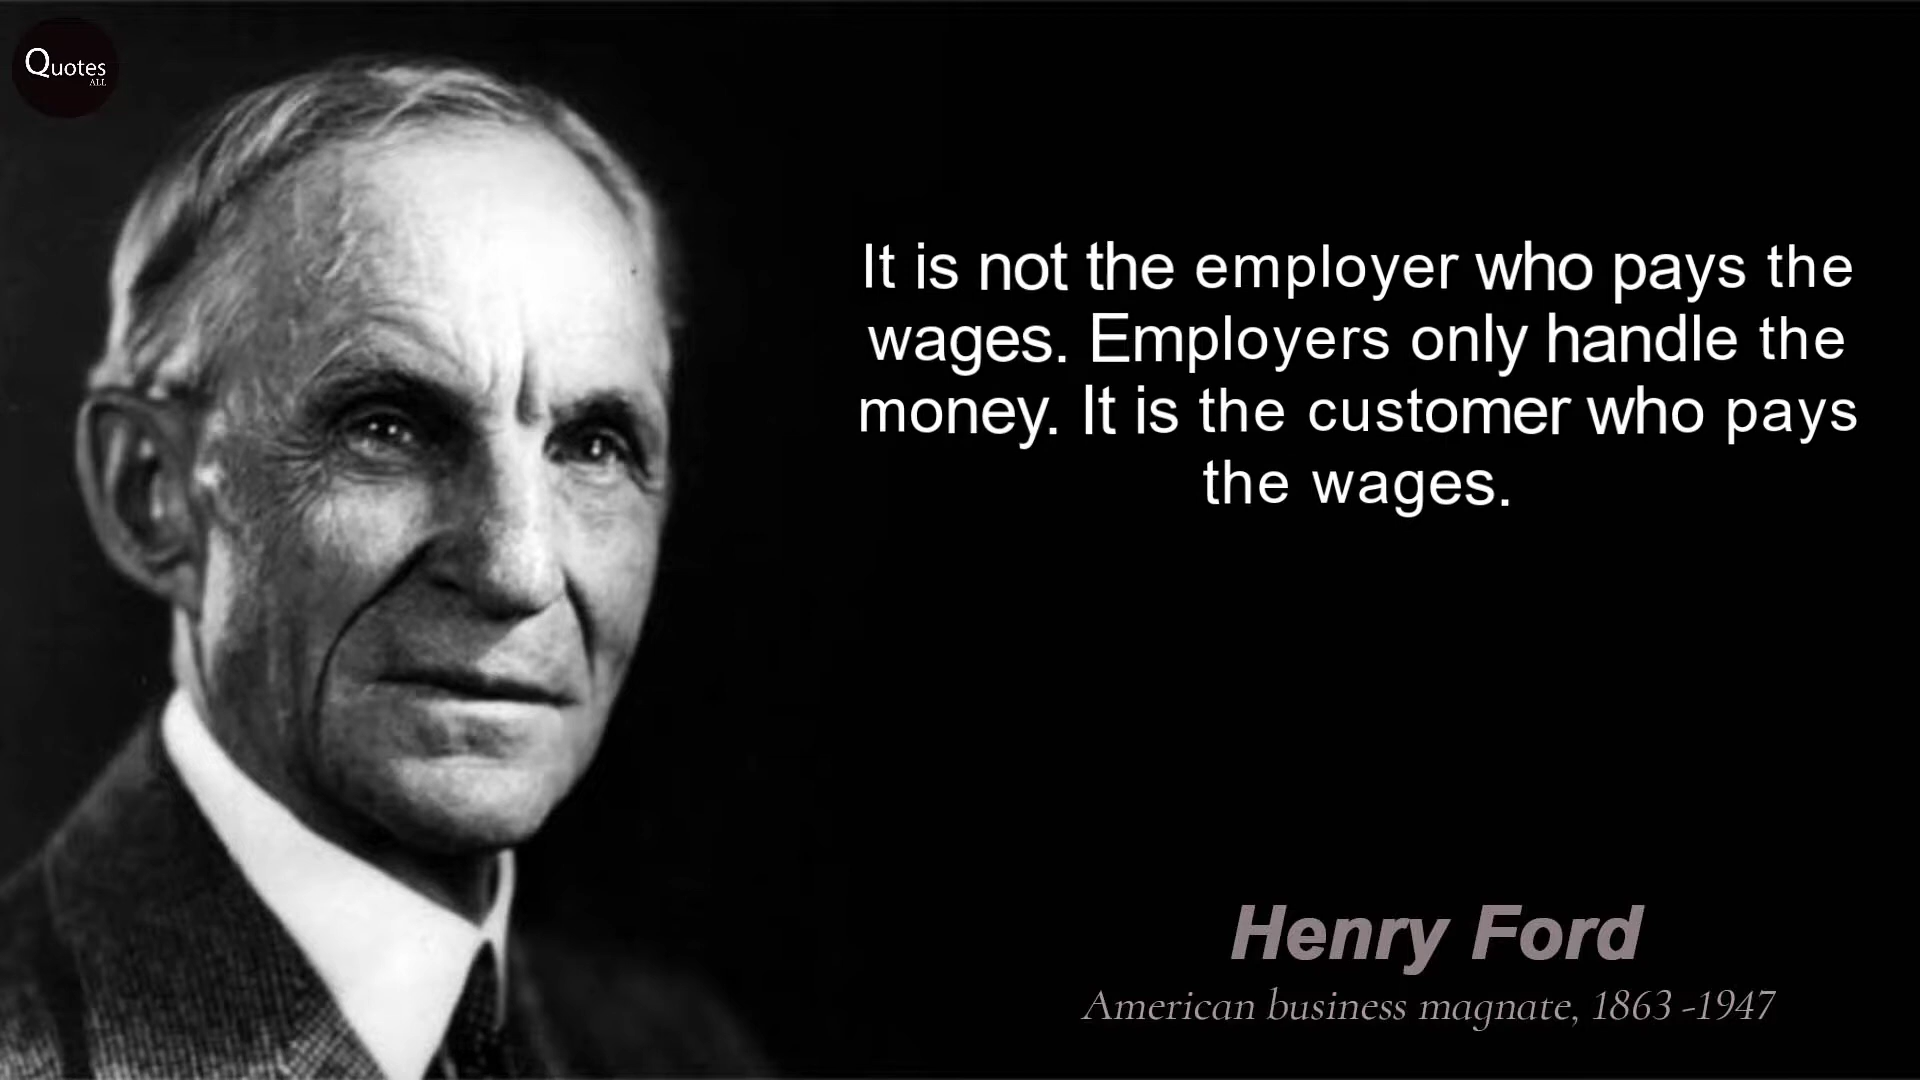 Quotes
ALL
It is not the employer who pays the
wages. Employers only handle the
money. It is the customer who pays
the wages.
Henry Ford
American business magnate, 1863 -1947